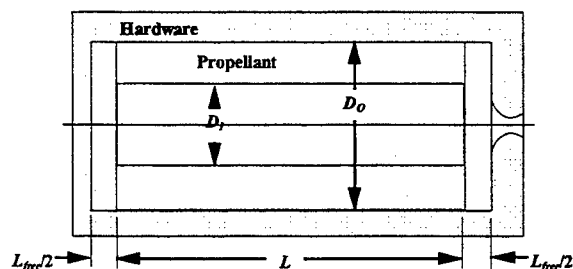 Hardware
Propellant
D_I
D_O
L_free/2
L
L_free/2